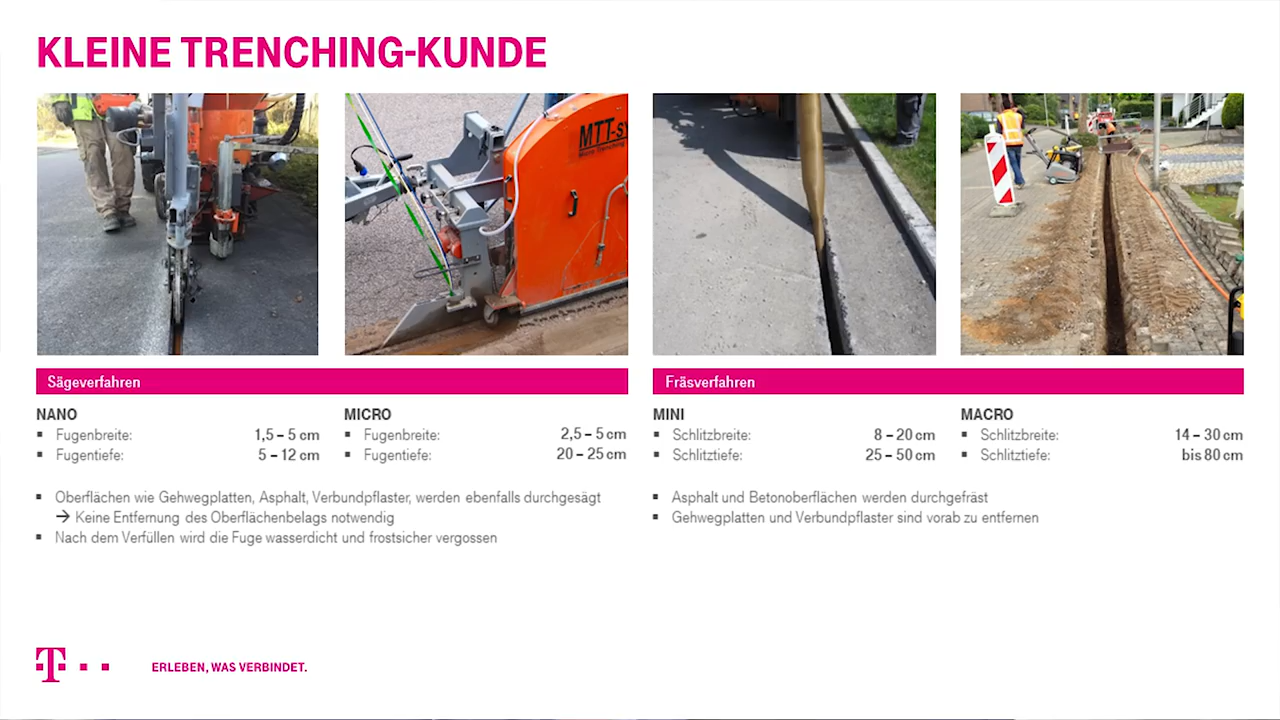 KLEINE TRENCHING-KUNDE
MTT-SY
Micro Trenching
Sägeverfahren
NANO
▪ Fugenbreite: 1,5 – 5 cm
▪ Fugentiefe: 5 – 12 cm
MICRO
▪ Fugenbreite: 2,5 – 5 cm
▪ Fugentiefe: 20 – 25 cm
▪ Oberflächen wie Gehwegplatten, Asphalt, Verbundpflaster, werden ebenfalls durchgesägt
→ Keine Entfernung des Oberflächenbelags notwendig
▪ Nach dem Verfüllen wird die Fuge wasserdicht und frostsicher vergossen
Fräsverfahren
MINI
▪ Schlitzbreite: 8 – 20 cm
▪ Schlitztiefe: 25 – 50 cm
MACRO
▪ Schlitzbreite: 14 – 30 cm
▪ Schlitztiefe: bis 80 cm
▪ Asphalt und Betonoberflächen werden durchgefräst
▪ Gehwegplatten und Verbundpflaster sind vorab zu entfernen
T
ERLEBEN, WAS VERBINDET.